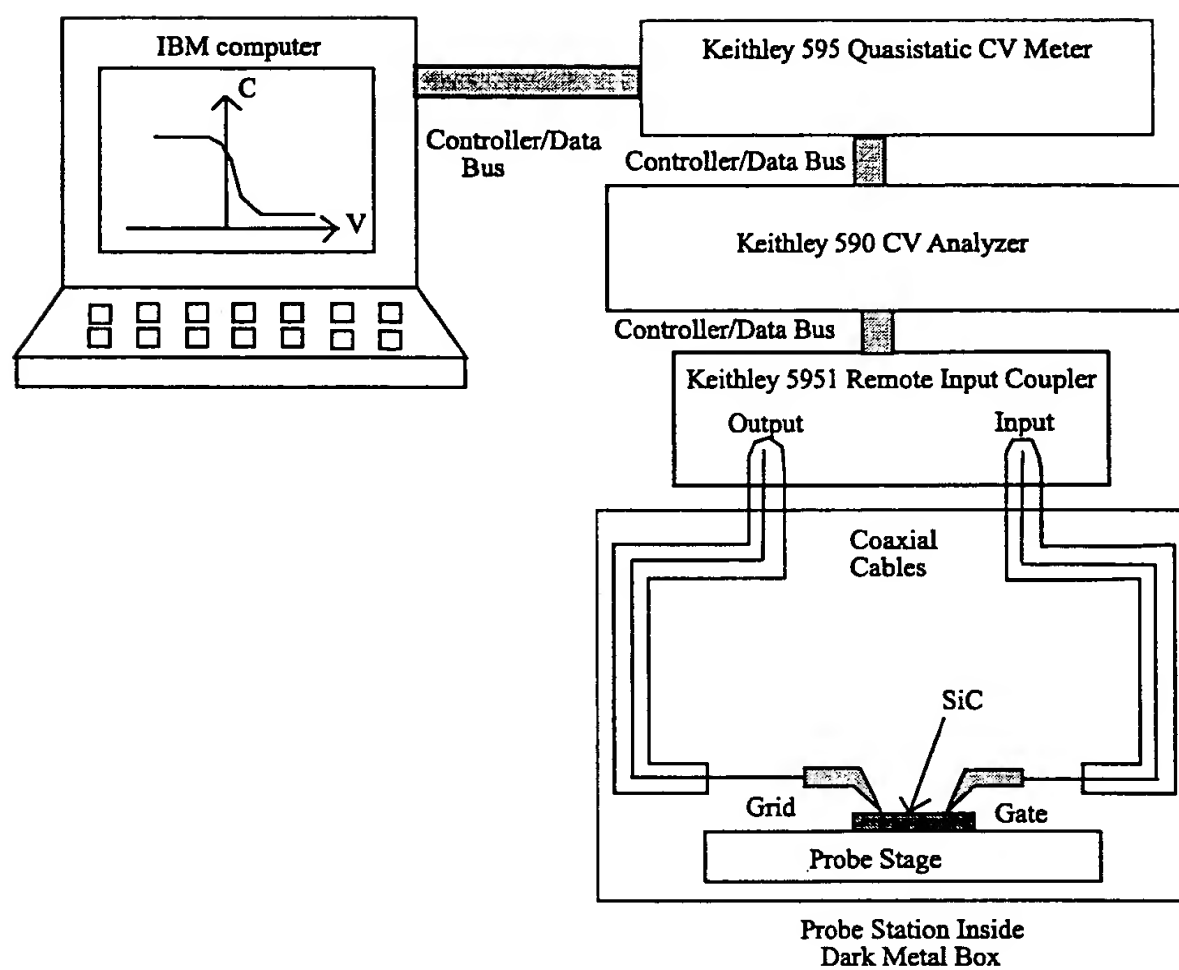 IBM computer
C
V
Controller/Data
Bus
Keithley 595 Quasistatic CV Meter
Controller/Data Bus
Keithley 590 CV Analyzer
Controller/Data Bus
Keithley 5951 Remote Input Coupler
Output
Input
Coaxial
Cables
SiC
Grid
Gate
Probe Stage
Probe Station Inside
Dark Metal Box